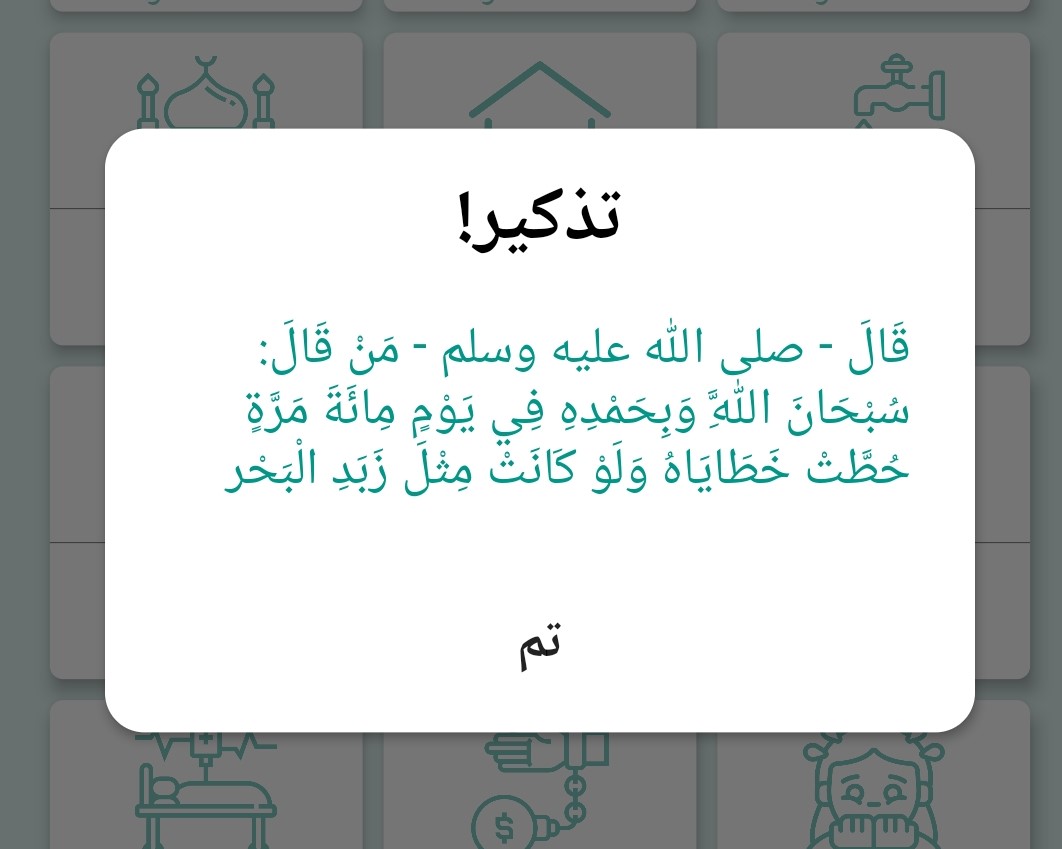 تذكير!
قَالَ - صلى الله عليه وسلم - مَنْ قَالَ:
سُبْحَانَ اللَّهِ وَبِحَمْدِهِ فِي يَوْمٍ مِائَةَ مَرَّةٍ
حُطَّتْ خَطَايَاهُ وَلَوْ كَانَتْ مِثْلَ زَبَدِ الْبَحْر
تم
$